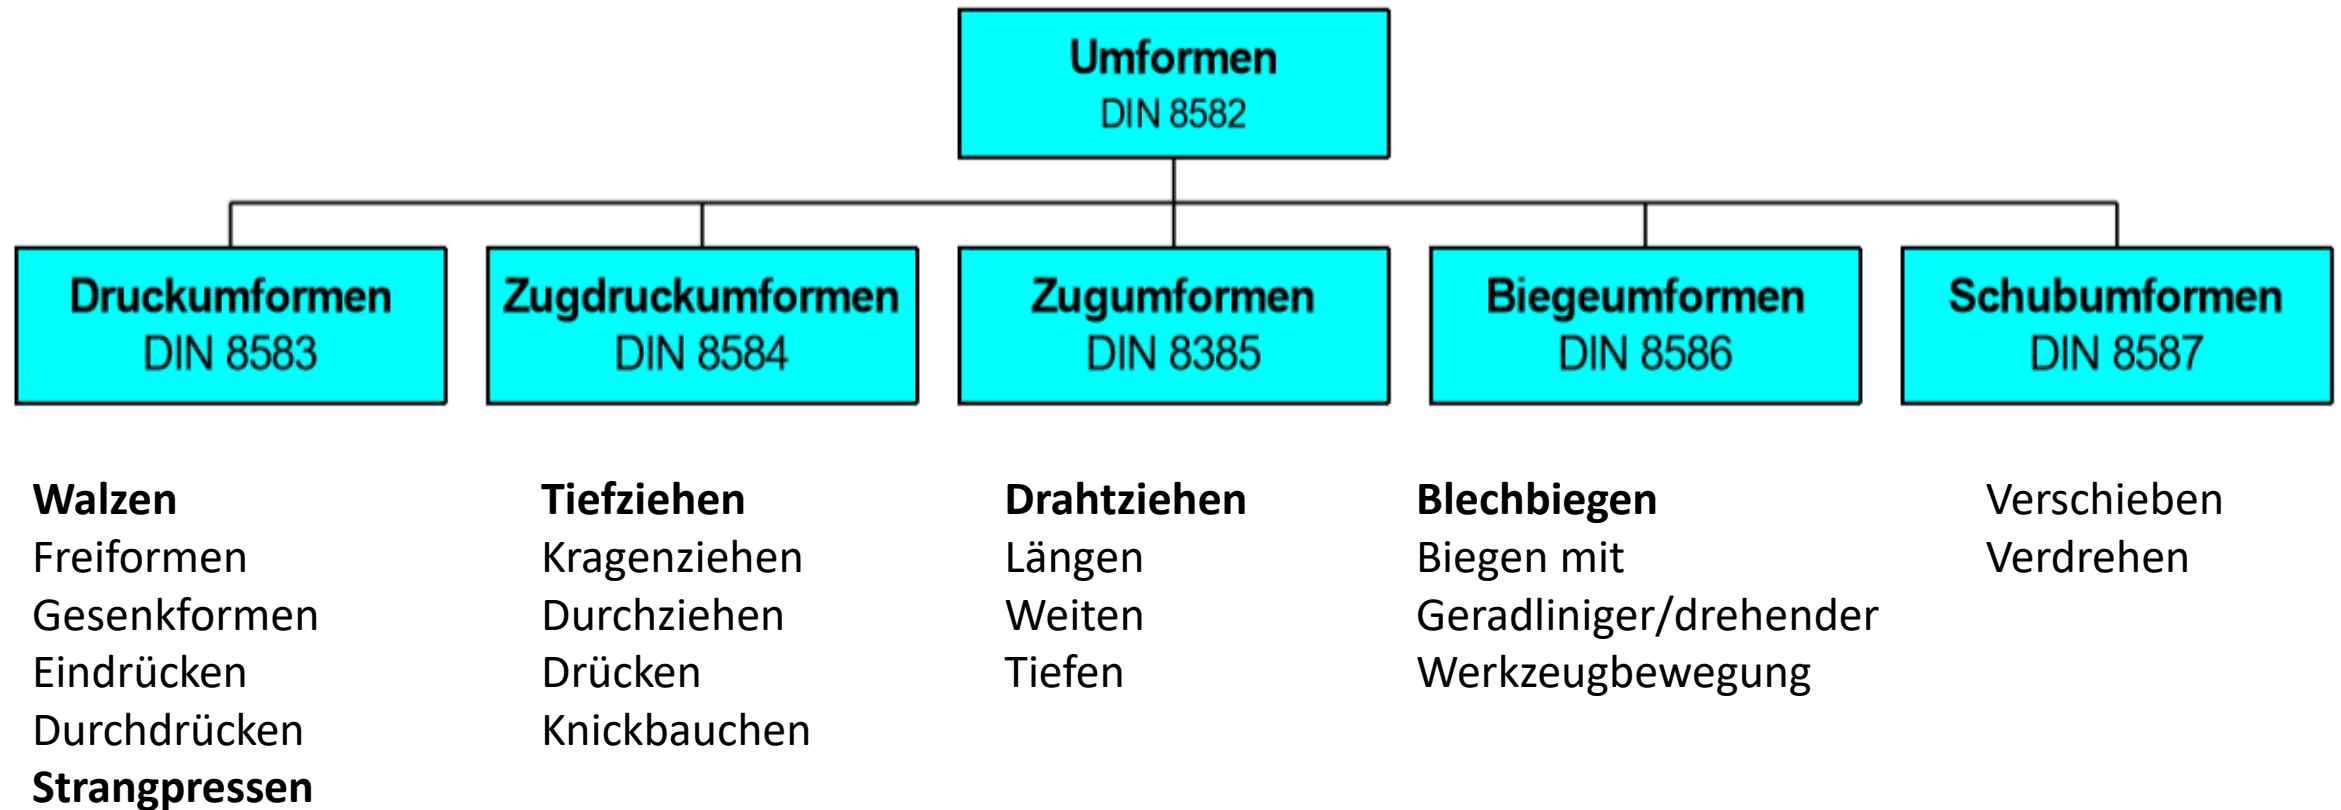 Umformen
DIN 8582
Druckumformen
DIN 8583
Zugdruckumformen
DIN 8584
Zugumformen
DIN 8385
Biegeumformen
DIN 8586
Schubumformen
DIN 8587
Walzen
Freiformen
Gesenkformen
Eindrücken
Durchdrücken
Strangpressen
Tiefziehen
Kragenziehen
Durchziehen
Drücken
Knickbauchen
Drahtziehen
Längen
Weiten
Tiefen
Blechbiegen
Biegen mit
Geradliniger/drehender
Werkzeugbewegung
Verschieben
Verdrehen